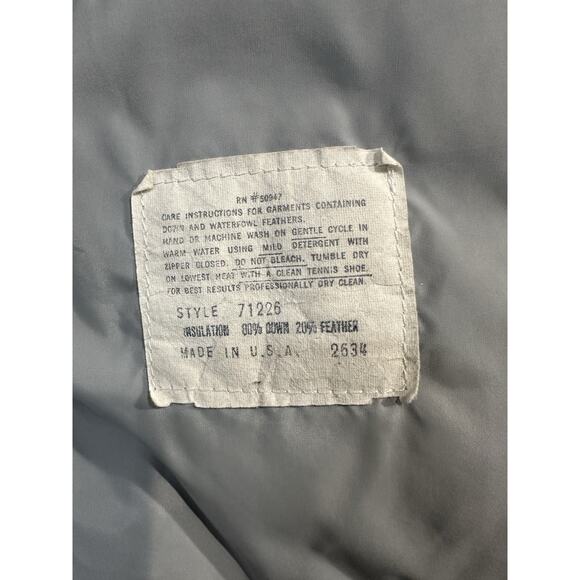 RN #50947
CARE INSTRUCTIONS FOR GARMENTS CONTAINING
DOWN AND WATERFOWL FEATHERS.
HAND OR MACHINE WASH ON GENTLE CYCLE IN
WARM WATER USING MILD DETERGENT WITH
ZIPPER CLOSED. DO NOT BLEACH. TUMBLE DRY
ON LOWEST HEAT WITH A CLEAN TENNIS SHOE.
FOR BEST RESULTS PROFESSIONALLY DRY CLEAN.
STYLE 71226
INSULATION 80% DOWN 20% FEATHER
MADE IN U.S.A. 2634